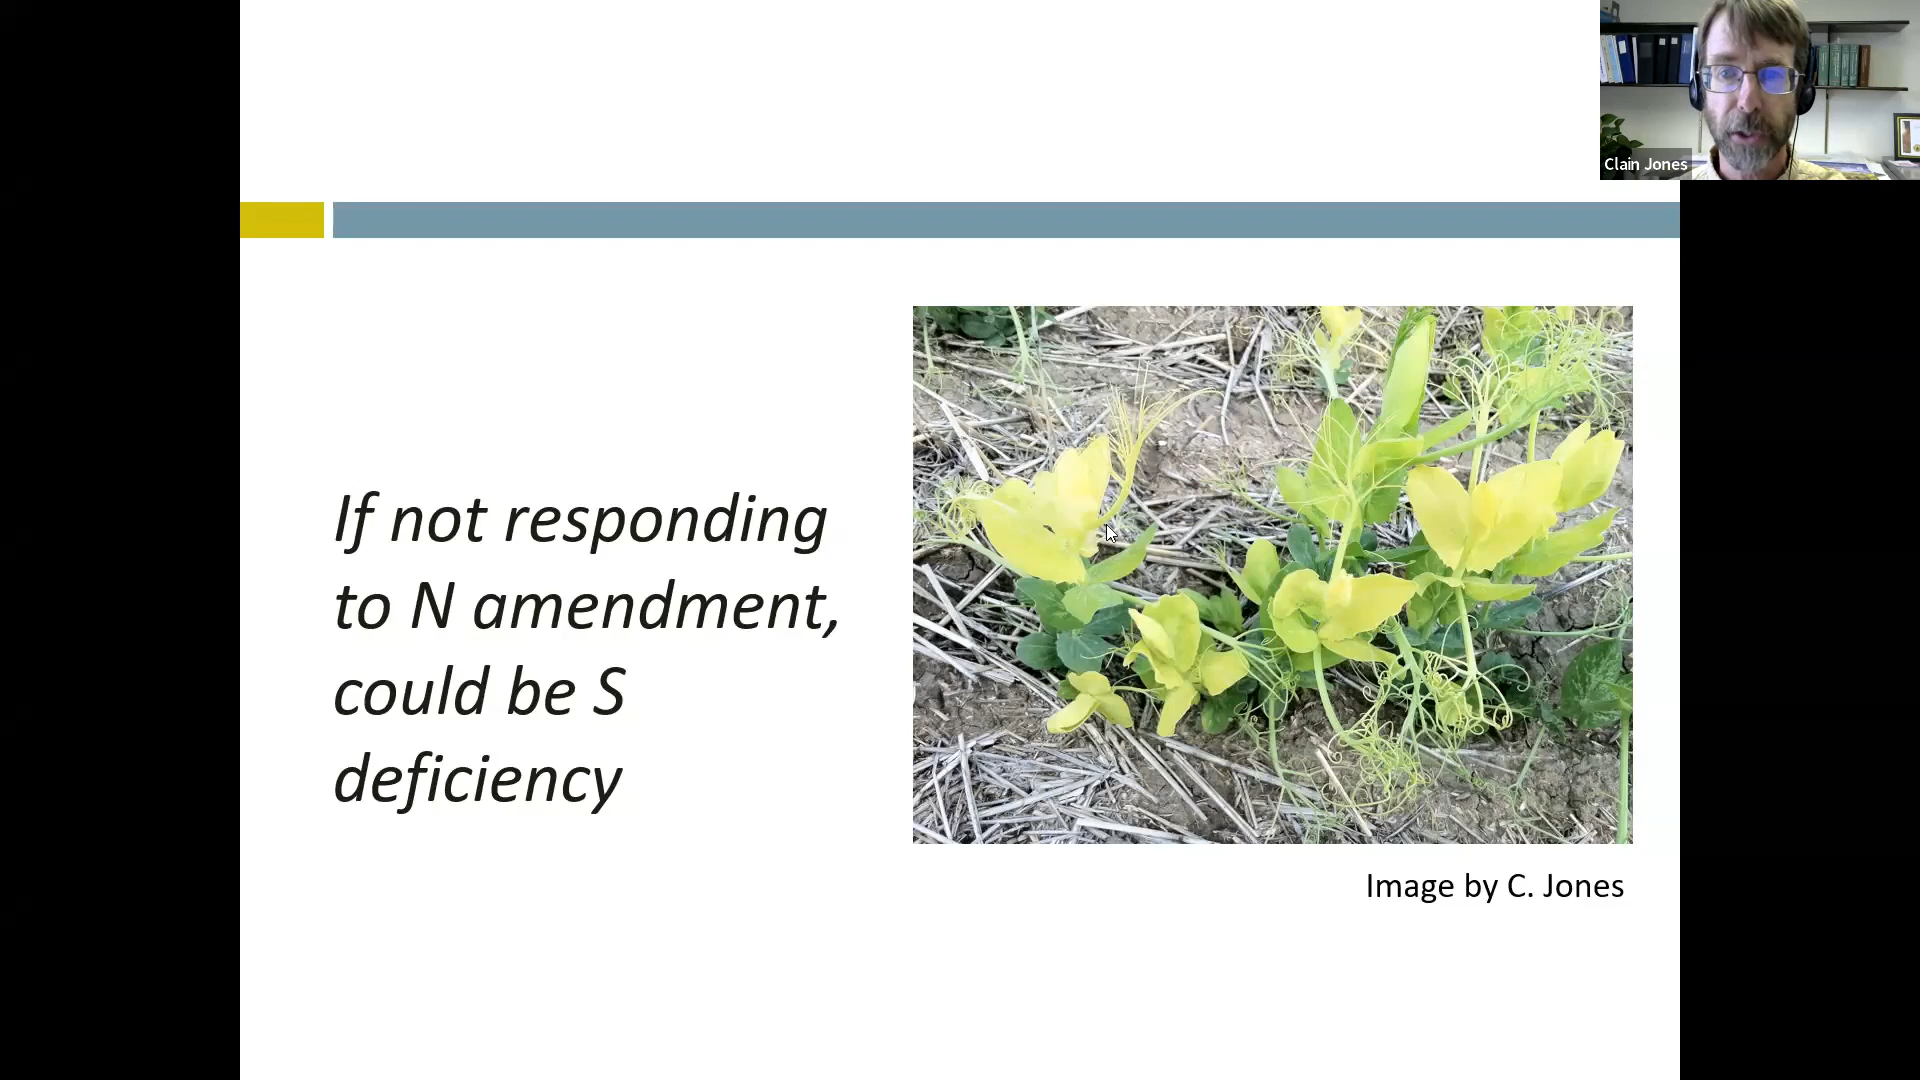 Clain Jones
If not responding
to N amendment,
could be S
deficiency
Image by C. Jones